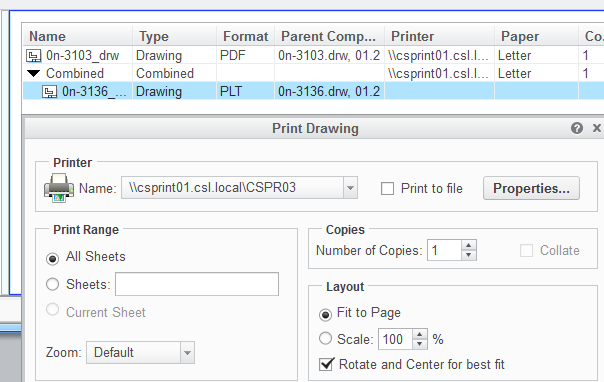 Name Type Format Parent Comp... Printer Paper Co.
0n-3103_drw Drawing PDF 0n-3103.drw, 01.2 \\csprint01.csl.l... Letter 1
Combined Combined \\csprint01.csl.l... Letter 1
0n-3136_... Drawing PLT 0n-3136.drw, 01.2
Print Drawing
Printer
Name: \\csprint01.csl.local\CSPR03 Print to file Properties...
Print Range
All Sheets
Sheets:
Current Sheet
Zoom: Default
Copies
Number of Copies: 1 Collate
Layout
Fit to Page
Scale: 100 %
Rotate and Center for best fit